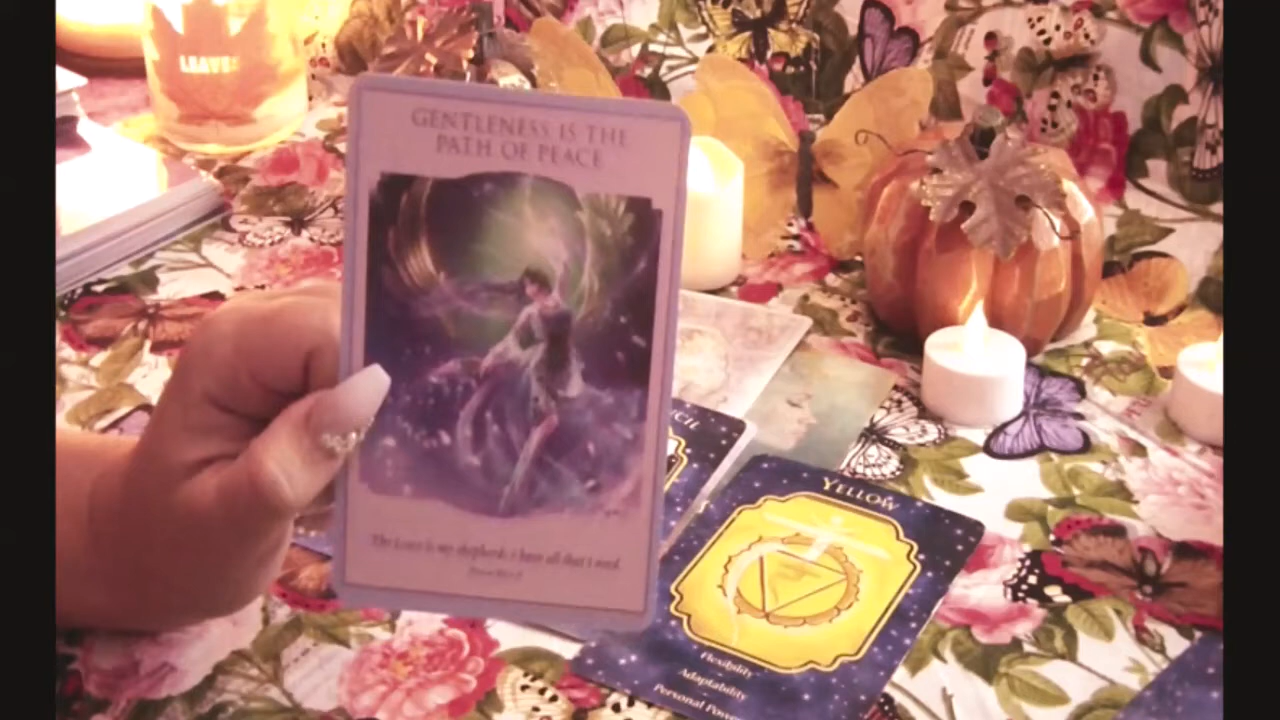 LEAVES
GENTLENESS IS THE
PATH OF PEACE
The LORD is my shepherd; I have all that I need.
YELLOW
Flexibility
Adaptability
Personal Power